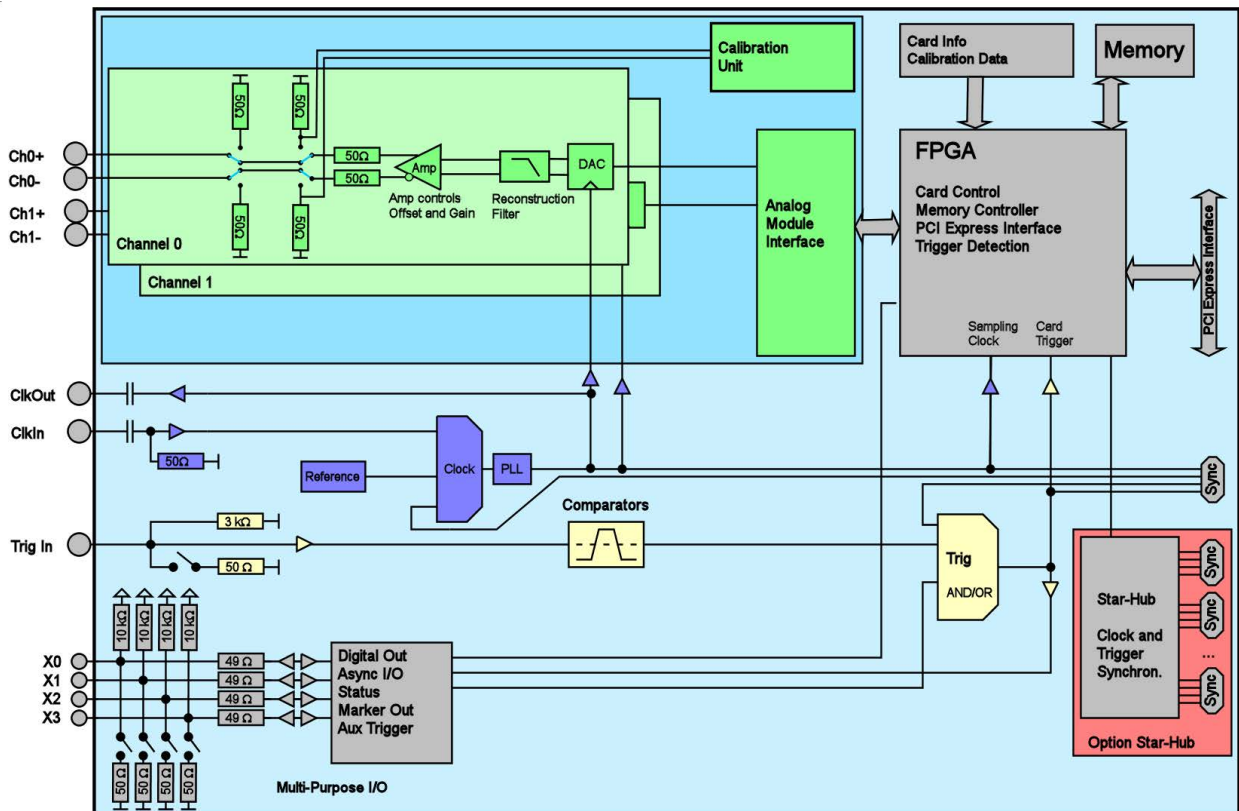 Calibration
Unit
Card Info
Calibration Data
Memory
50Ω
50Ω
Ch0+
Ch0-
Ch1+
Ch1-
50Ω
50Ω
Amp
Amp controls
Offset and Gain
Reconstruction
Filter
DAC
50Ω
50Ω
Channel 0
Channel 1
Analog
Module
Interface
FPGA
Card Control
Memory Controller
PCI Express Interface
Trigger Detection
Sampling
Clock
Card
Trigger
PCI Express Interface
ClkOut
ClkIn
50Ω
Reference
Clock
PLL
Sync
Trig In
3 kΩ
50 Ω
Comparators
Trig
AND/OR
Star-Hub
Clock and
Trigger
Synchron.
Sync
Sync
...
Sync
Option Star-Hub
10 kΩ
10 kΩ
10 kΩ
10 kΩ
X0
X1
X2
X3
49 Ω
49 Ω
49 Ω
49 Ω
Digital Out
Async I/O
Status
Marker Out
Aux Trigger
50 Ω
50 Ω
50 Ω
50 Ω
Multi-Purpose I/O